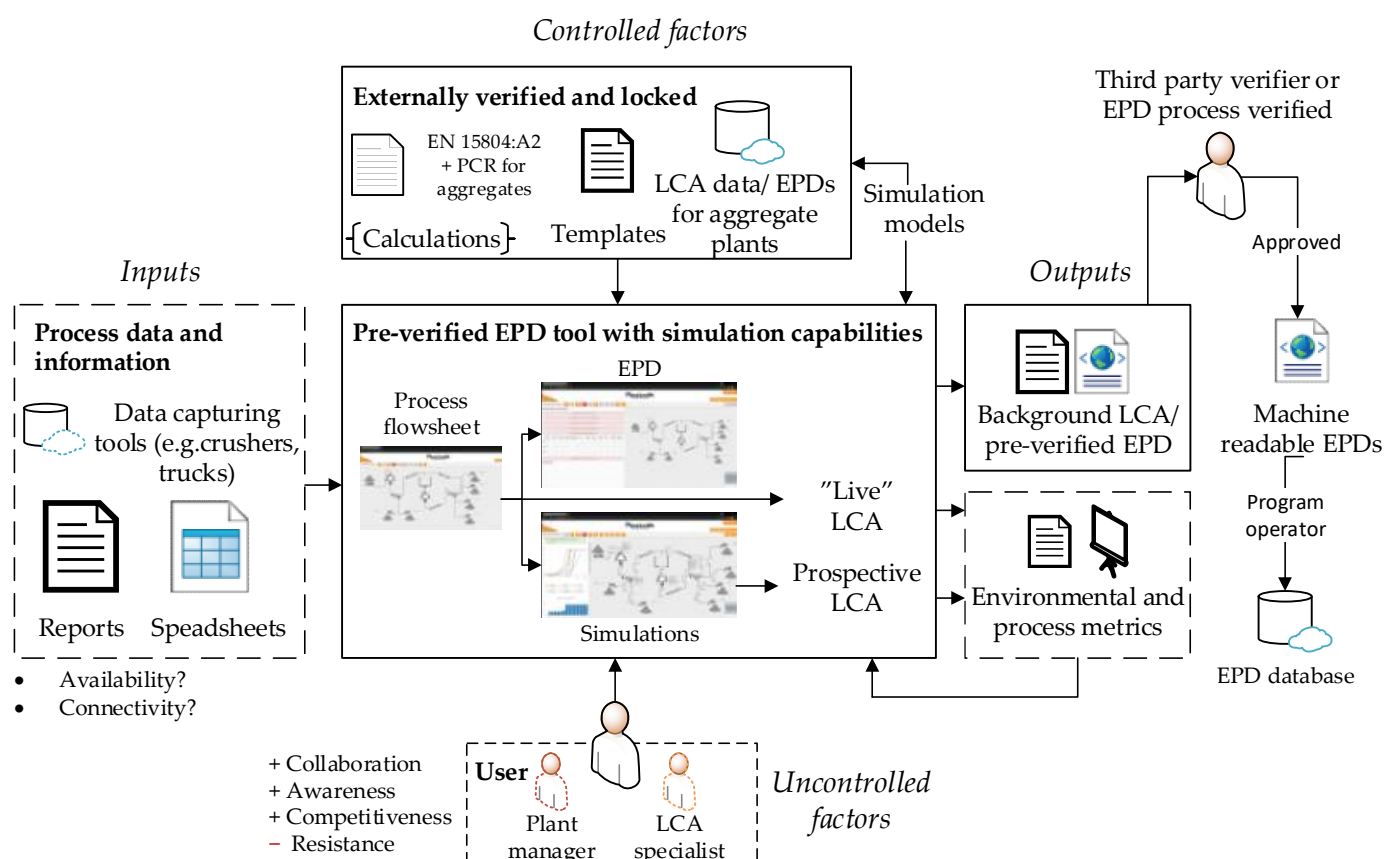 Controlled factors
Externally verified and locked
EN 15804:A2
+ PCR for
aggregates
{Calculations}
Templates
LCA data/ EPDs
for aggregate
plants
Simulation
models
Third party verifier or
EPD process verified
Approved
Inputs
Process data and
information
Data capturing
tools (e.g.crushers,
trucks)
Reports
Speadsheets
• Availability?
• Connectivity?
Pre-verified EPD tool with simulation capabilities
EPD
Process
flowsheet
"Live"
LCA
Prospective
LCA
Simulations
Outputs
Background LCA/
pre-verified EPD
Environmental and
process metrics
Machine
readable EPDs
Program
operator
EPD database
+ Collaboration
+ Awareness
+ Competitiveness
− Resistance
User
Plant
manager
LCA
specialist
Uncontrolled
factors